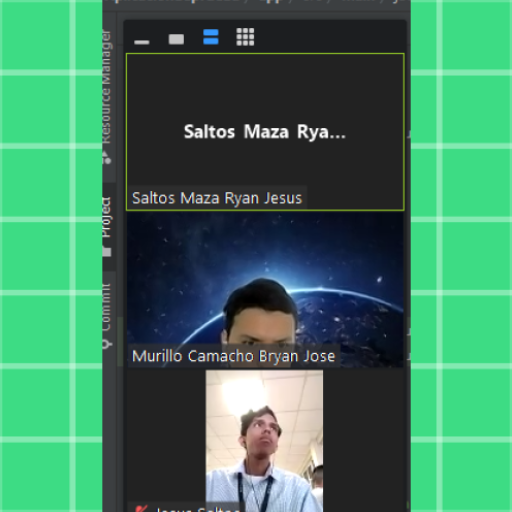 Resource Manager
Project
Commit
Saltos Maza Rya...
Saltos Maza Ryan Jesus
Murillo Camacho Bryan Jose
Jesus Saltos